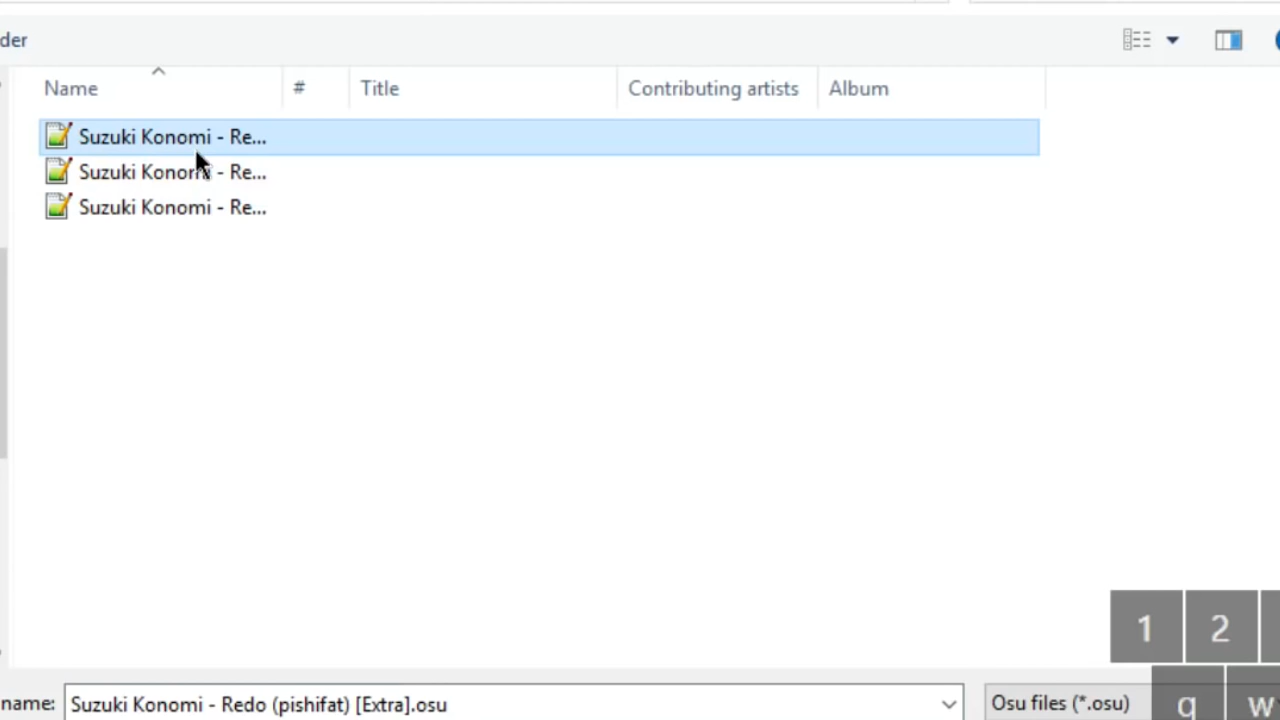 der
Name # Title Contributing artists Album
Suzuki Konomi - Re...
Suzuki Konomi - Re...
Suzuki Konomi - Re...
1 2
name: Suzuki Konomi - Redo (pishifat) [Extra].osu Osu files (*.osu)
q w